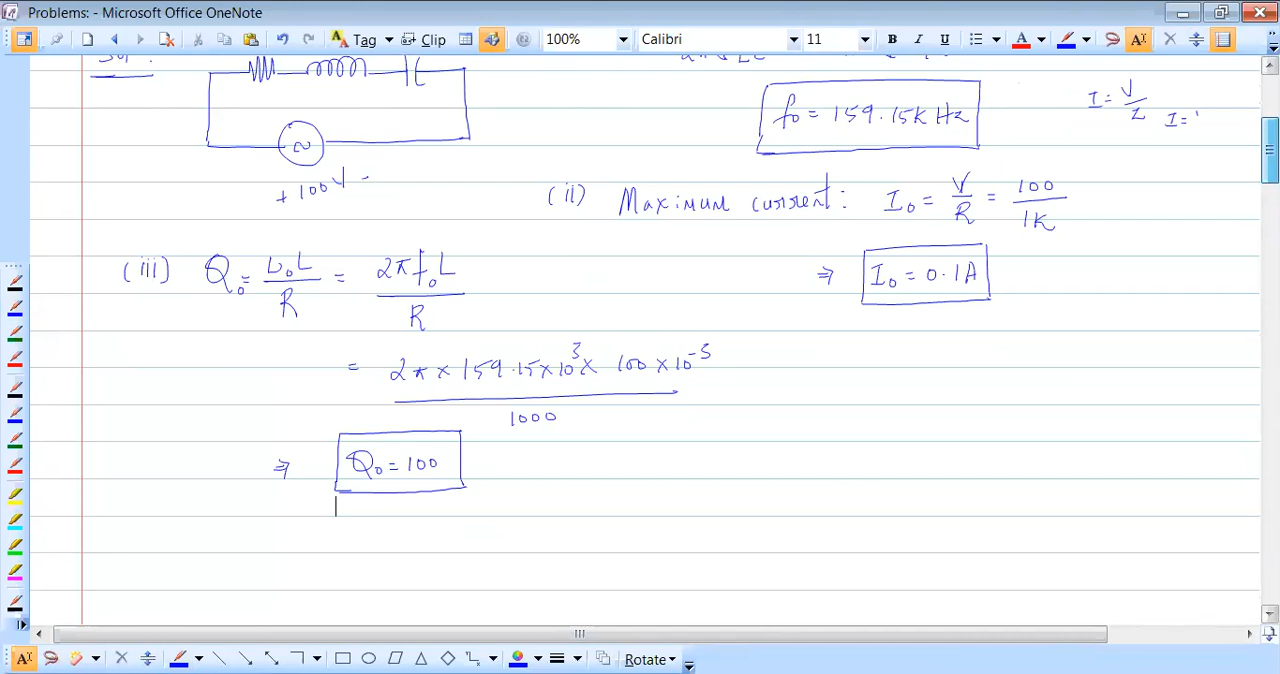 Problems: - Microsoft Office OneNote
Tag Clip 100% Calibri 11 B I U A
f₀ = 159.15K Hz
I = V/Z I =
+ 100V -
(ii) Maximum current: I₀ = V/R = 100/1K
⇒ I₀ = 0.1A
(iii) Q₀ = ω₀L/R = 2πf₀L/R
= 2π × 159.15×10³ × 100×10⁻³ / 1000
⇒ Q₀ = 100
Rotate